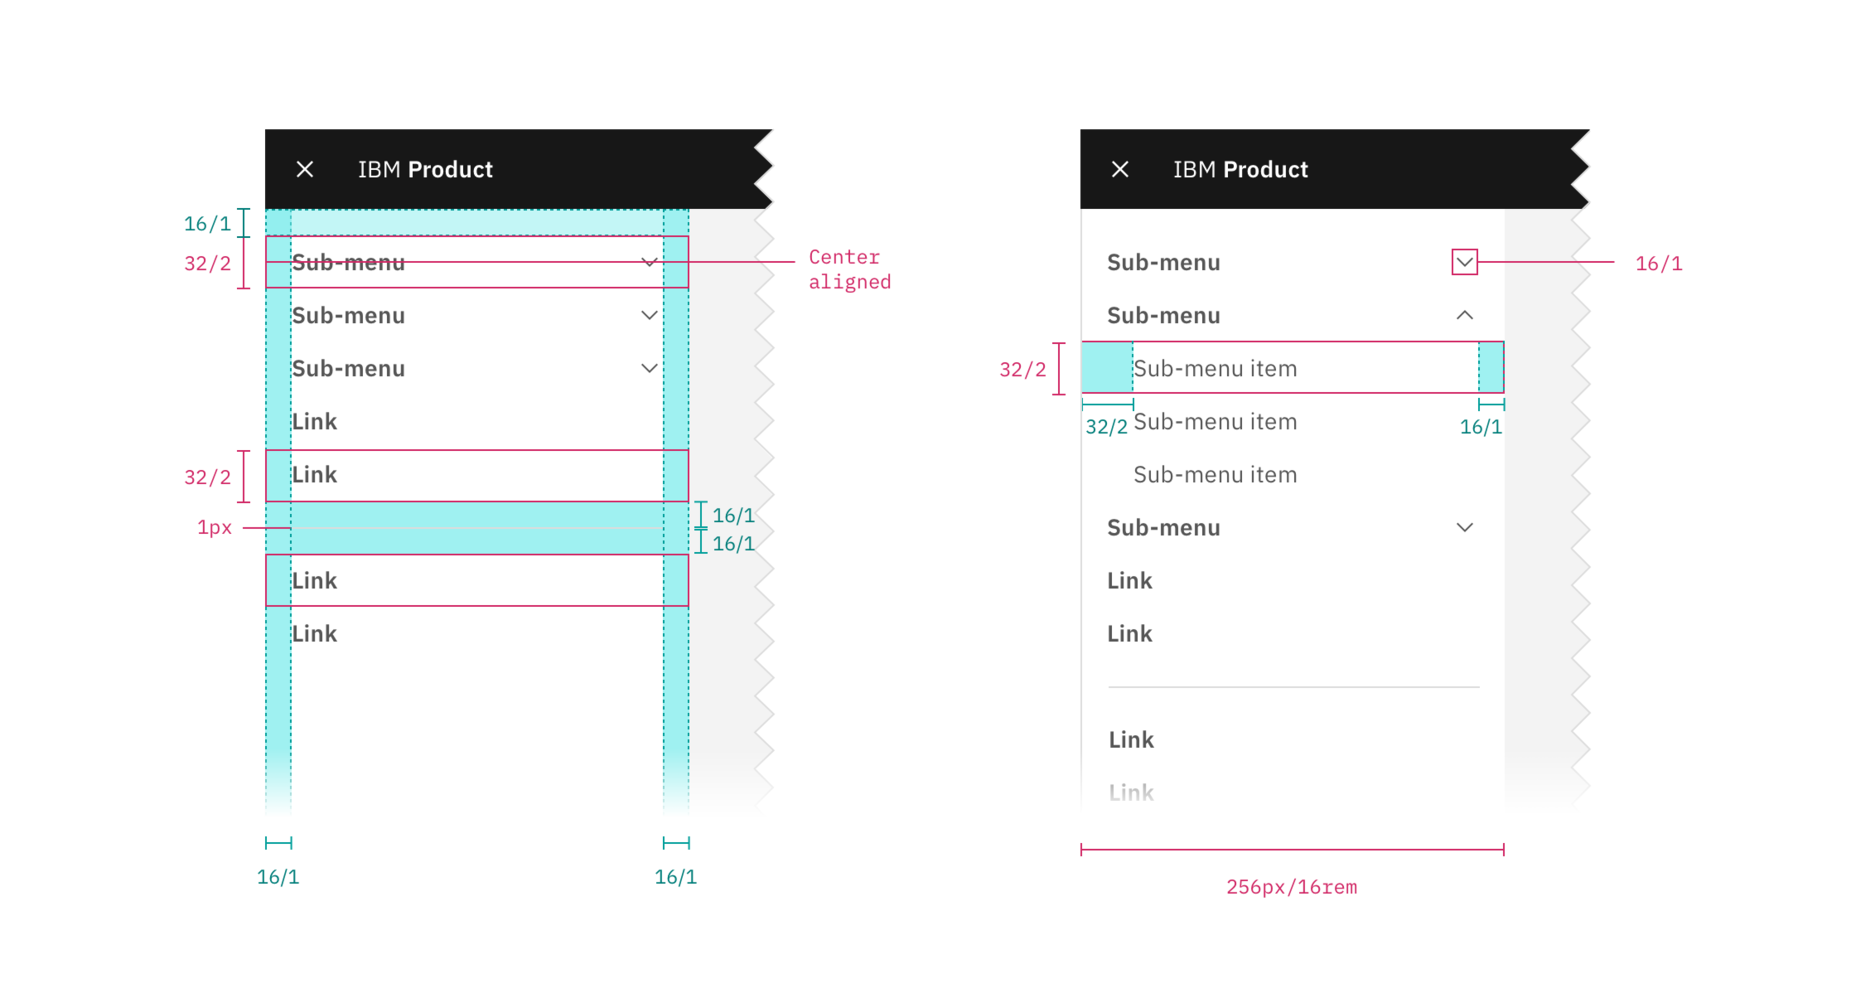 IBM Product
16/1
32/2
Sub-menu
Center
aligned
Sub-menu
Sub-menu
Link
32/2
Link
16/1
1px
16/1
Link
Link
16/1
16/1
IBM Product
Sub-menu
16/1
Sub-menu
32/2
Sub-menu item
32/2
Sub-menu item
16/1
Sub-menu item
Sub-menu
Link
Link
Link
Link
256px/16rem